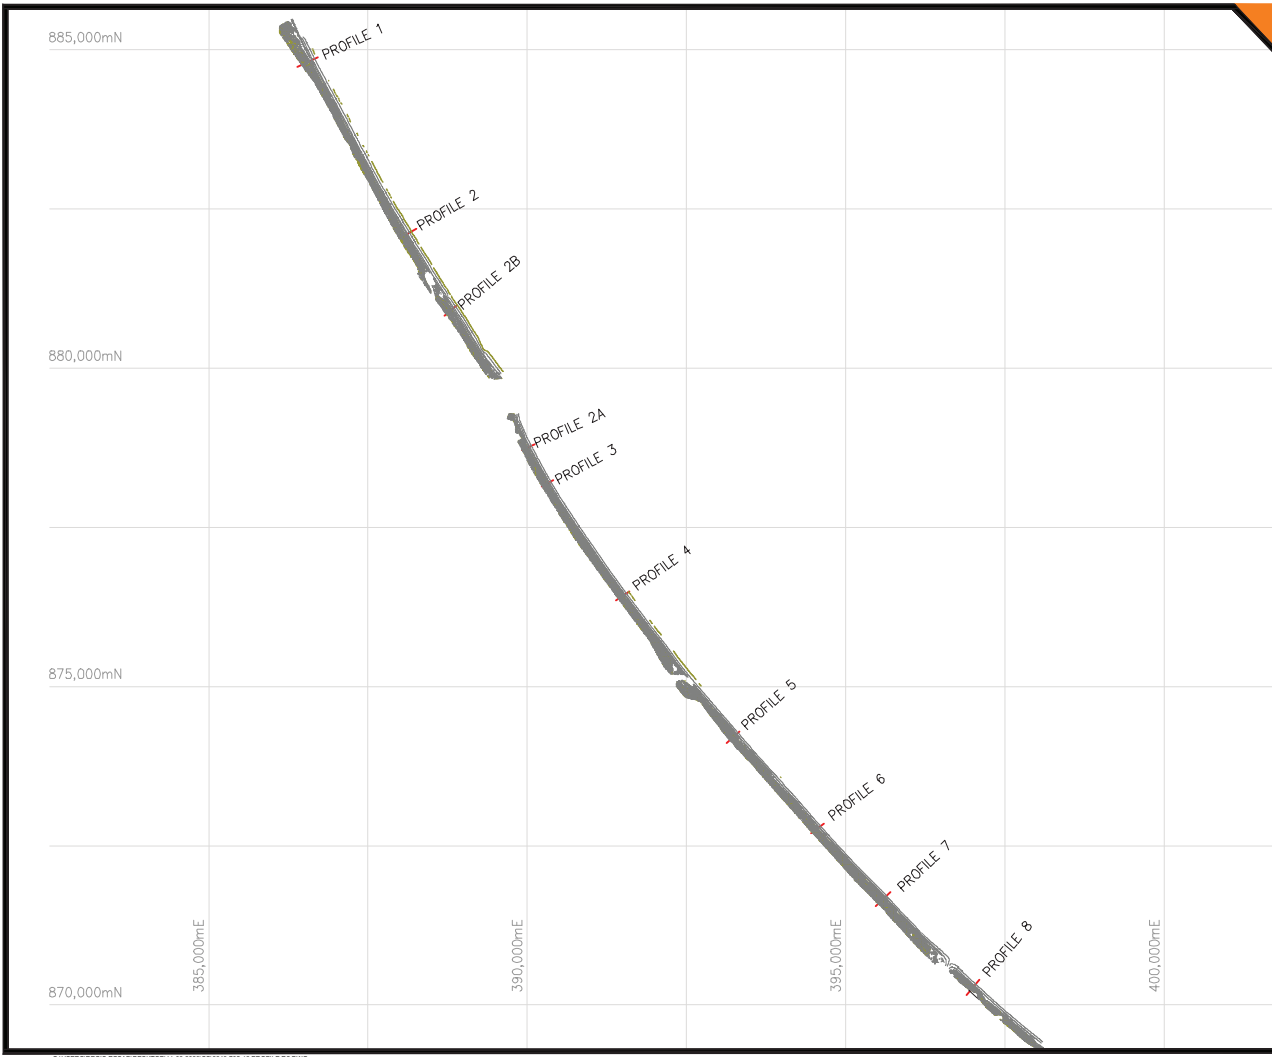 885,000mN
PROFILE 1
PROFILE 2
PROFILE 2B
880,000mN
PROFILE 2A
PROFILE 3
PROFILE 4
875,000mN
PROFILE 5
PROFILE 6
PROFILE 7
385,000mE
390,000mE
395,000mE
400,000mE
PROFILE 8
870,000mN